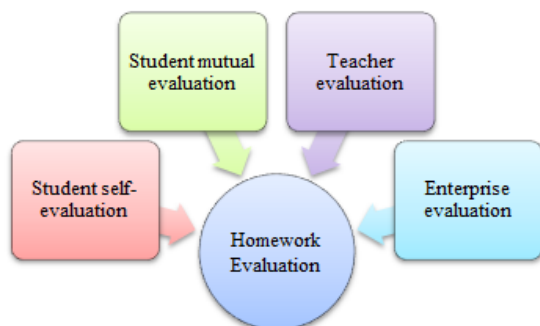 Student mutual
evaluation
Teacher
evaluation
Student self-
evaluation
Enterprise
evaluation
Homework
Evaluation